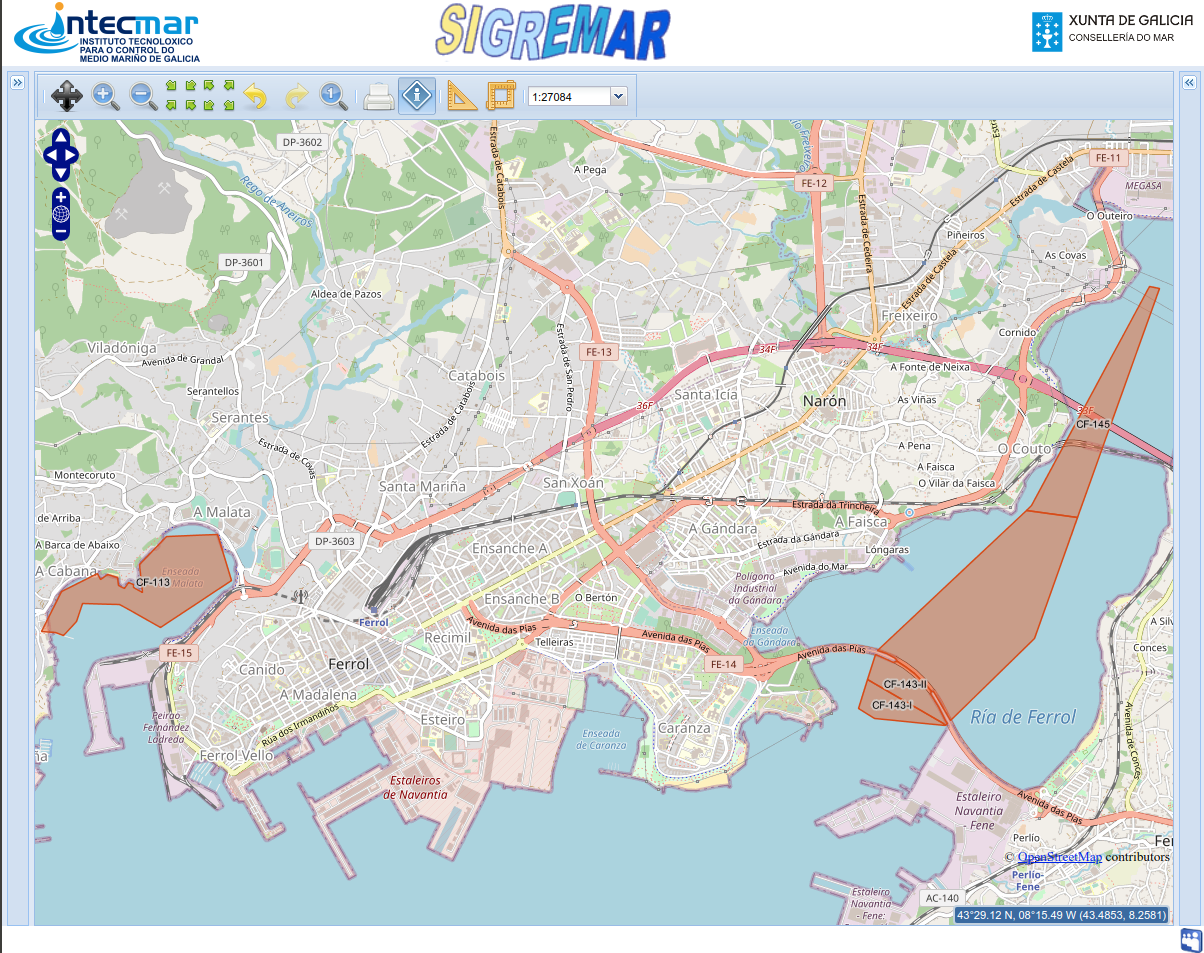 intecmar
INSTITUTO TECNOLOXICO
PARA O CONTROL DO
MEDIO MARIÑO DE GALICIA
SIGREMAR
XUNTA DE GALICIA
CONSELLERÍA DO MAR
1
1:27084
DP-3602
A Pega
Estrada de Catabois
FE-12
Estrada de Castela
FE-11
MEGASA
Rego de Aneiros
Estrada de Cedeira
O Outeiro
Piñeiros
As Covas
DP-3601
Estrada de Castela
Aldea de Pazos
Freixeiro
Cornido
Viladóniga
Avenida de Grandal
Estrada de San Pedro
FE-13
34F
34F
A Fonte de Neixa
Catabois
Serantellos
Santa Icía
Narón
As Viñas
36F
33F
Serantes
Estrada de Catabois
CF-145
Estrada de Covas
A Pena
O Couto
Montecoruto
A Faisca
Santa Mariña
San Xoán
O Vilar da Faisca
Estrada da Trincheira
de Arriba
A Malata
A Gándara
A Faisca
DP-3603
Estrada da Gándara
A Barca de Abaixo
Ensanche A
Lóngaras
A Cabana
Enseada
Malata
CF-113
Avenida do Mar
Polígono
Industrial
da Gándara
Ensanche B
O Bertón
Ferrol
Avenida das Pías
Recimil
Telleiras
Avenida das Pías
Enseada
da Gándara
A Silv
Conces
FE-15
Canido
Ferrol
FE-14
Avenida das Pías
CF-143-II
A Madalena
CF-143-I
Ría de Ferrol
Peirao
Fernández
Ladreda
Rúa dos Irmandiños
Esteiro
Caranza
Enseada
de Caranza
Avenida de Conces
Ferrol Vello
ña
Estaleiros
de Navantia
Estaleiro
Navantia
- Fene
Avenida das Pías
Perlío
Fer
© OpenStreetMap contributors
Perlío-
Fene
Estaleiro
Navantia
- Fene:
AC-140
43°29.12 N, 08°15.49 W (43.4853, 8.2581)